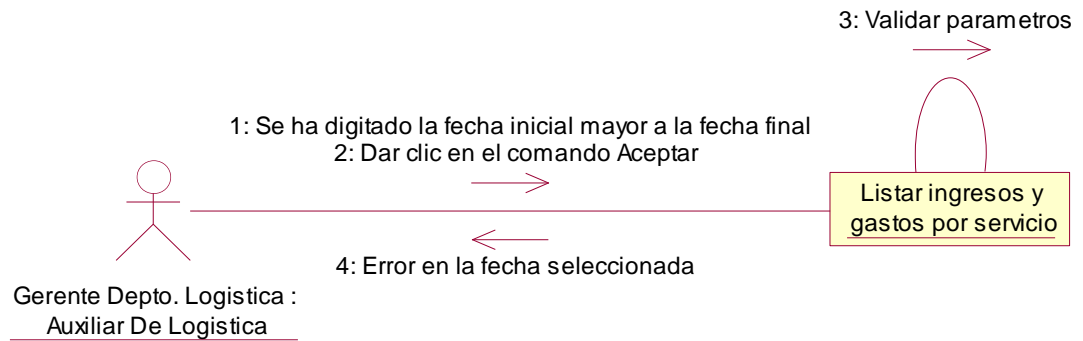 3: Validar parametros
1: Se ha digitado la fecha inicial mayor a la fecha final
2: Dar clic en el comando Aceptar
Listar ingresos y
gastos por servicio
4: Error en la fecha seleccionada
Gerente Depto. Logistica :
Auxiliar De Logistica